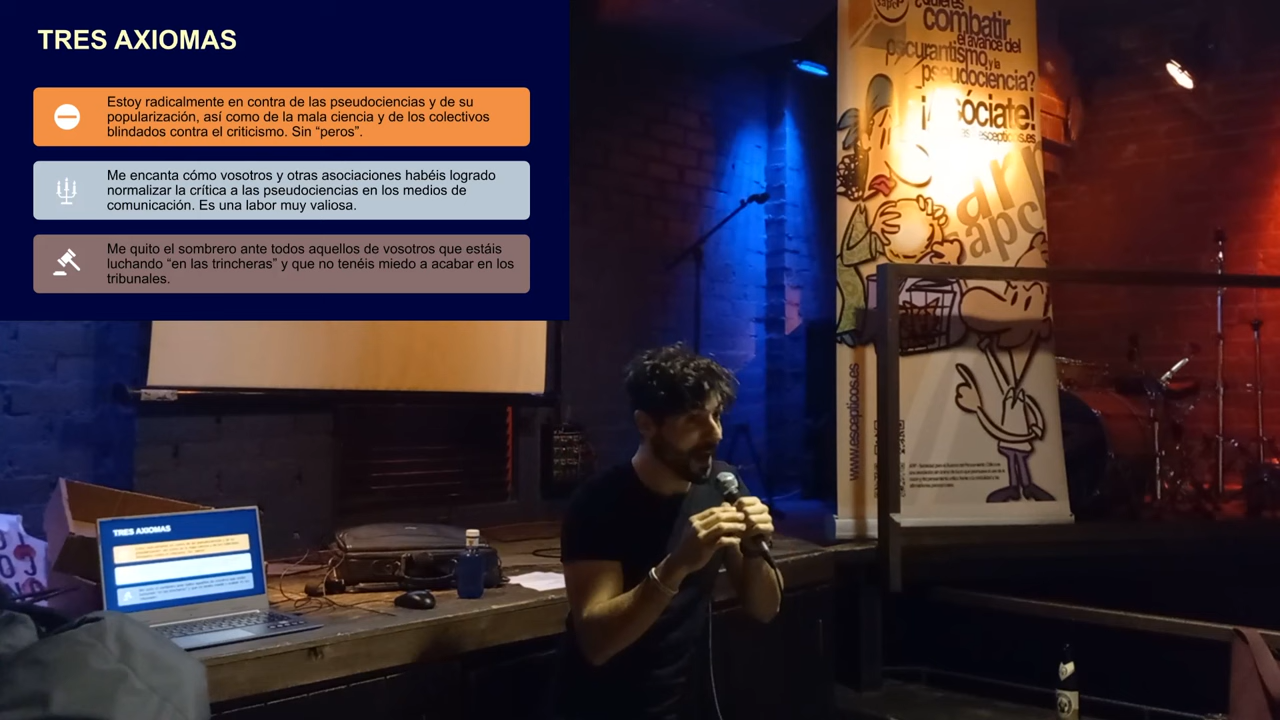 TRES AXIOMAS
Estoy radicalmente en contra de las pseudociencias y de su
popularización, así como de la mala ciencia y de los colectivos
blindados contra el criticismo. Sin “peros”.
Me encanta cómo vosotros y otras asociaciones habéis logrado
normalizar la crítica a las pseudociencias en los medios de
comunicación. Es una labor muy valiosa.
Me quito el sombrero ante todos aquellos de vosotros que estáis
luchando “en las trincheras” y que no tenéis miedo a acabar en los
tribunales.
combatir
el avance del
y la
pseudociencia?
www.escepticos.es
TRES AXIOMAS